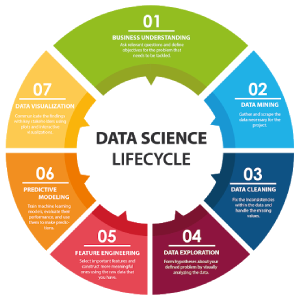 01
BUSINESS UNDERSTANDING
Ask relevant questions and define
objectives for the problem that
needs to be tackled.
02
DATA MINING
Gather and scrape the
data necessary for the
project.
03
DATA CLEANING
Fix the inconsistencies
within the data and
handle the missing
values.
04
DATA EXPLORATION
Form hypotheses about your
defined problem by visually
analyzing the data.
05
FEATURE ENGINEERING
Select important features and
construct more meaningful
ones using the raw data that
you have.
06
PREDICTIVE
MODELING
Train machine learning
models, evaluate their
performance, and use
them to make predic-
tions.
07
DATA VISUALIZATION
Communicate the findings
with key stakeholders using
plots and interactive
visualizations.
DATA SCIENCE
LIFECYCLE